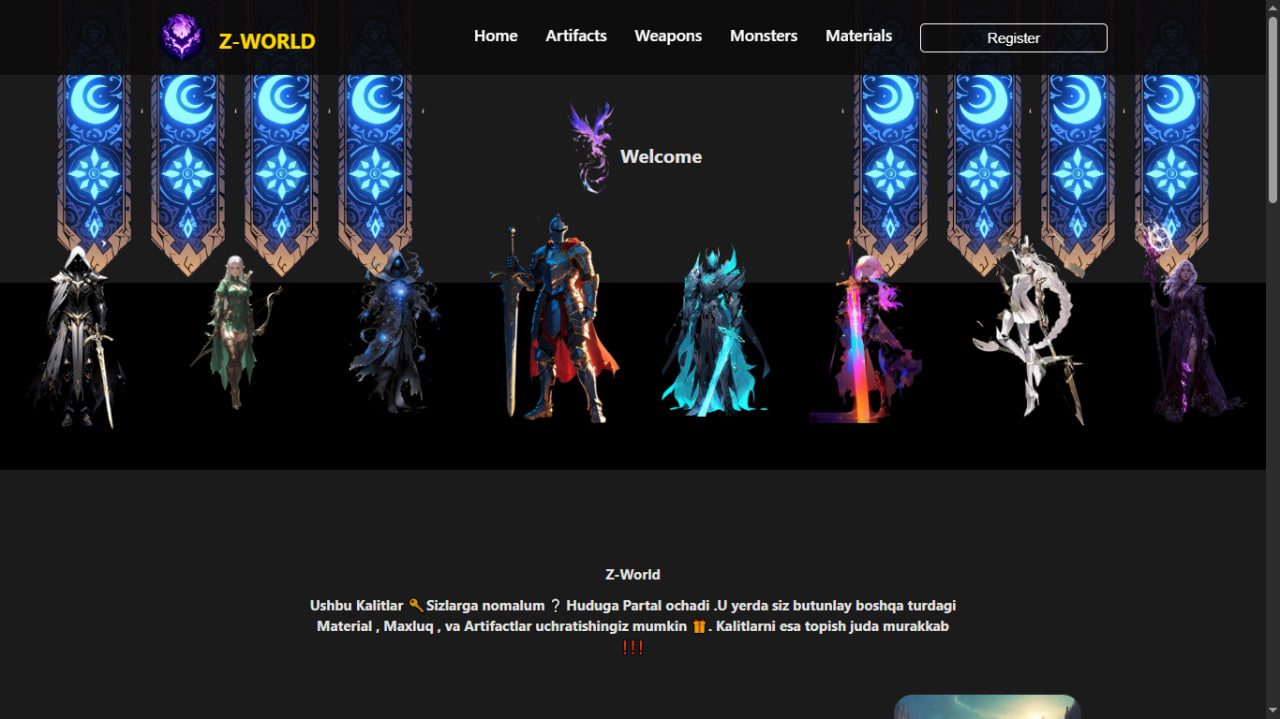 Z-WORLD
Home
Artifacts
Weapons
Monsters
Materials
Register
Welcome
Z-World
Ushbu Kalitlar 🔑Sizlarga nomalum ❔ Huduga Partal ochadi .U yerda siz butunlay boshqa turdagi
Material , Maxluq , va Artifactlar uchratishingiz mumkin 🎁. Kalitlarni esa topish juda murakkab
❗❗❗